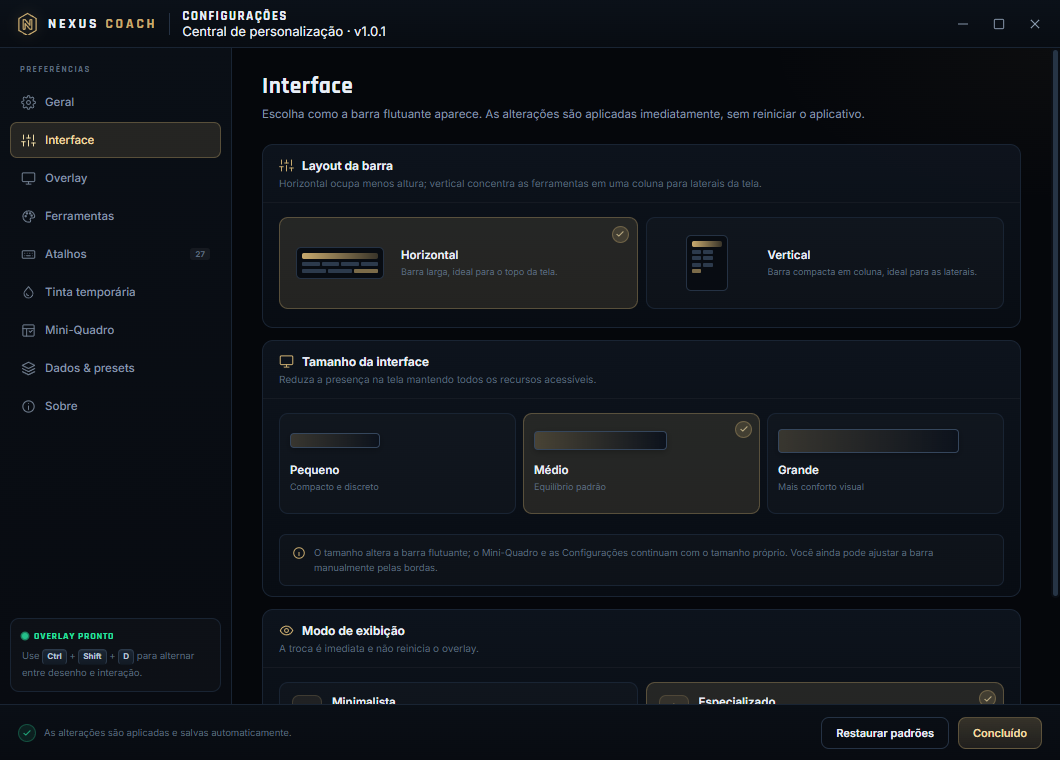 NEXUS COACH
CONFIGURAÇÕES
Central de personalização · v1.0.1
PREFERÊNCIAS
Geral
Interface
Overlay
Ferramentas
Atalhos 27
Tinta temporária
Mini-Quadro
Dados & presets
Sobre
OVERLAY PRONTO
Use Ctrl + Shift + D para alternar
entre desenho e interação.
Interface
Escolha como a barra flutuante aparece. As alterações são aplicadas imediatamente, sem reiniciar o aplicativo.
Layout da barra
Horizontal ocupa menos altura; vertical concentra as ferramentas em uma coluna para laterais da tela.
Horizontal
Barra larga, ideal para o topo da tela.
Vertical
Barra compacta em coluna, ideal para as laterais.
Tamanho da interface
Reduza a presença na tela mantendo todos os recursos acessíveis.
Pequeno
Compacto e discreto
Médio
Equilíbrio padrão
Grande
Mais conforto visual
O tamanho altera a barra flutuante; o Mini-Quadro e as Configurações continuam com o tamanho próprio. Você ainda pode ajustar a barra
manualmente pelas bordas.
Modo de exibição
A troca é imediata e não reinicia o overlay.
Minimalista
Especializado
As alterações são aplicadas e salvas automaticamente.
Restaurar padrões
Concluído